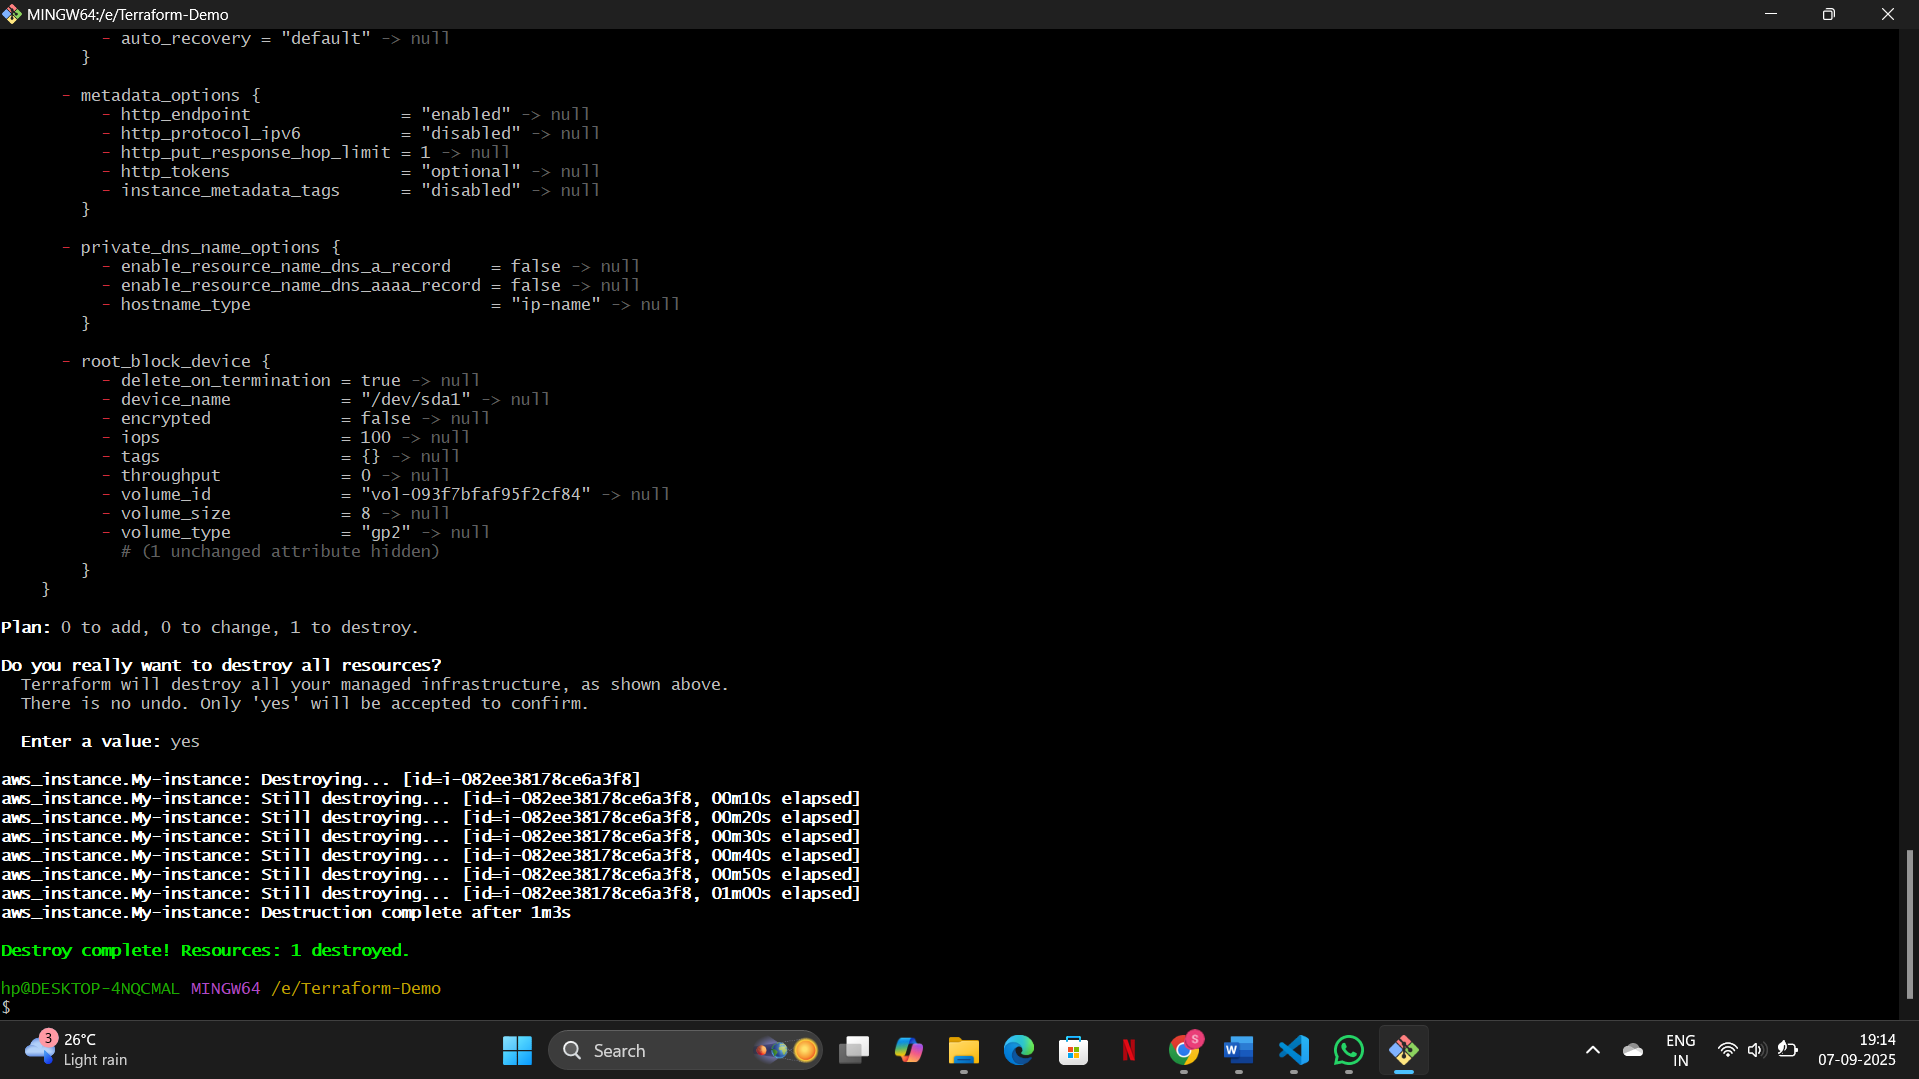 MINGW64:/e/Terraform-Demo
- auto_recovery = "default" -> null
}
- metadata_options {
- http_endpoint = "enabled" -> null
- http_protocol_ipv6 = "disabled" -> null
- http_put_response_hop_limit = 1 -> null
- http_tokens = "optional" -> null
- instance_metadata_tags = "disabled" -> null
}
- private_dns_name_options {
- enable_resource_name_dns_a_record = false -> null
- enable_resource_name_dns_aaaa_record = false -> null
- hostname_type = "ip-name" -> null
}
- root_block_device {
- delete_on_termination = true -> null
- device_name = "/dev/sda1" -> null
- encrypted = false -> null
- iops = 100 -> null
- tags = {} -> null
- throughput = 0 -> null
- volume_id = "vol-093f7bfaf95f2cf84" -> null
- volume_size = 8 -> null
- volume_type = "gp2" -> null
# (1 unchanged attribute hidden)
}
}
Plan: 0 to add, 0 to change, 1 to destroy.
Do you really want to destroy all resources?
Terraform will destroy all your managed infrastructure, as shown above.
There is no undo. Only 'yes' will be accepted to confirm.
Enter a value: yes
aws_instance.My-instance: Destroying... [id=i-082ee38178ce6a3f8]
aws_instance.My-instance: Still destroying... [id=i-082ee38178ce6a3f8, 00m10s elapsed]
aws_instance.My-instance: Still destroying... [id=i-082ee38178ce6a3f8, 00m20s elapsed]
aws_instance.My-instance: Still destroying... [id=i-082ee38178ce6a3f8, 00m30s elapsed]
aws_instance.My-instance: Still destroying... [id=i-082ee38178ce6a3f8, 00m40s elapsed]
aws_instance.My-instance: Still destroying... [id=i-082ee38178ce6a3f8, 00m50s elapsed]
aws_instance.My-instance: Still destroying... [id=i-082ee38178ce6a3f8, 01m00s elapsed]
aws_instance.My-instance: Destruction complete after 1m3s
Destroy complete! Resources: 1 destroyed.
hp@DESKTOP-4NQCMAL MINGW64 /e/Terraform-Demo
$
3
26°C
Light rain
Search
N
S
W
ENG
IN
19:14
07-09-2025